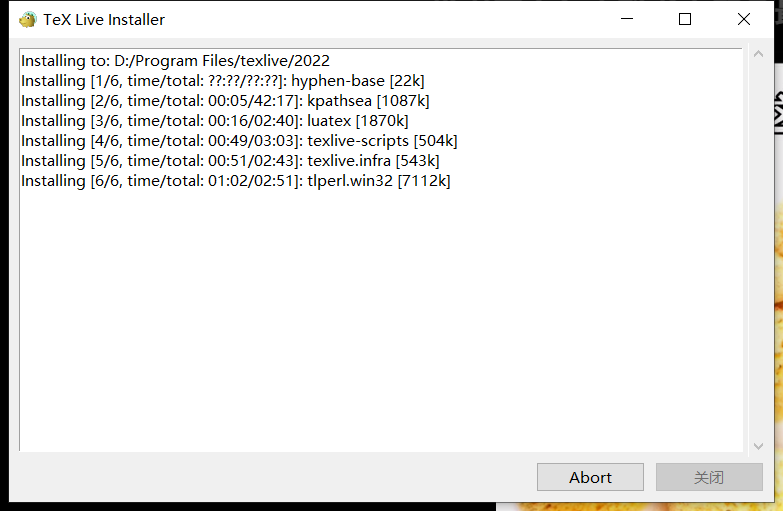 TeX Live Installer
Installing to: D:/Program Files/texlive/2022
Installing [1/6, time/total: ??:??/??:??]: hyphen-base [22k]
Installing [2/6, time/total: 00:05/42:17]: kpathsea [1087k]
Installing [3/6, time/total: 00:16/02:40]: luatex [1870k]
Installing [4/6, time/total: 00:49/03:03]: texlive-scripts [504k]
Installing [5/6, time/total: 00:51/02:43]: texlive.infra [543k]
Installing [6/6, time/total: 01:02/02:51]: tlperl.win32 [7112k]
Abort 关闭